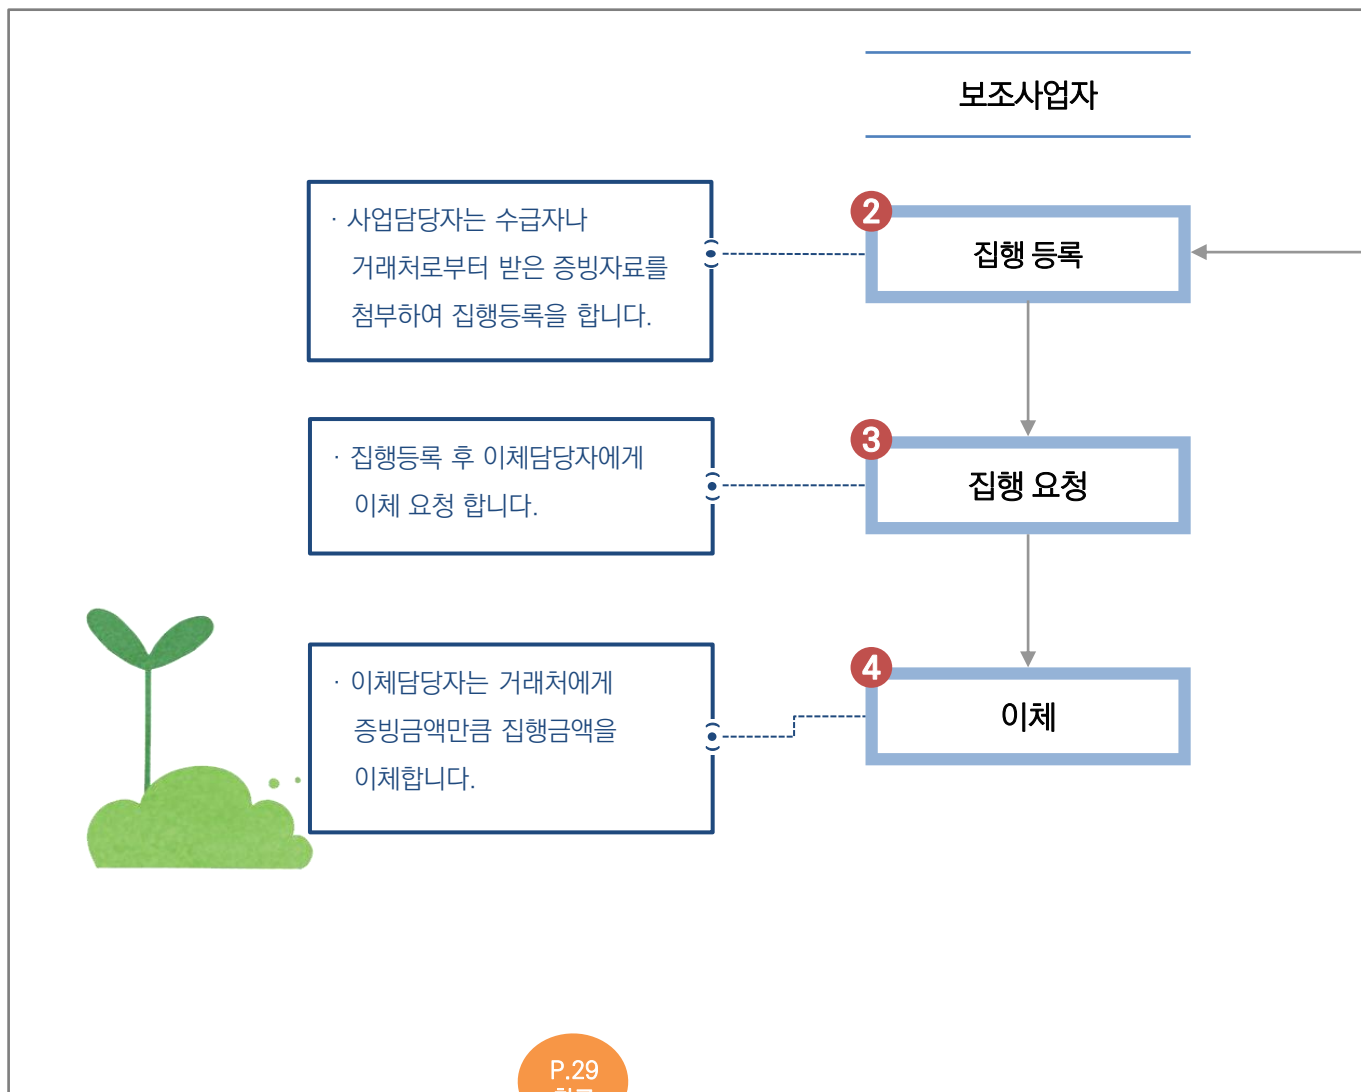 보조사업자
· 사업담당자는 수급자나
거래처로부터 받은 증빙자료를
첨부하여 집행등록을 합니다.
2
집행 등록
· 집행등록 후 이체담당자에게
이체 요청 합니다.
3
집행 요청
· 이체담당자는 거래처에게
증빙금액만큼 집행금액을
이체합니다.
4
이체
P.29